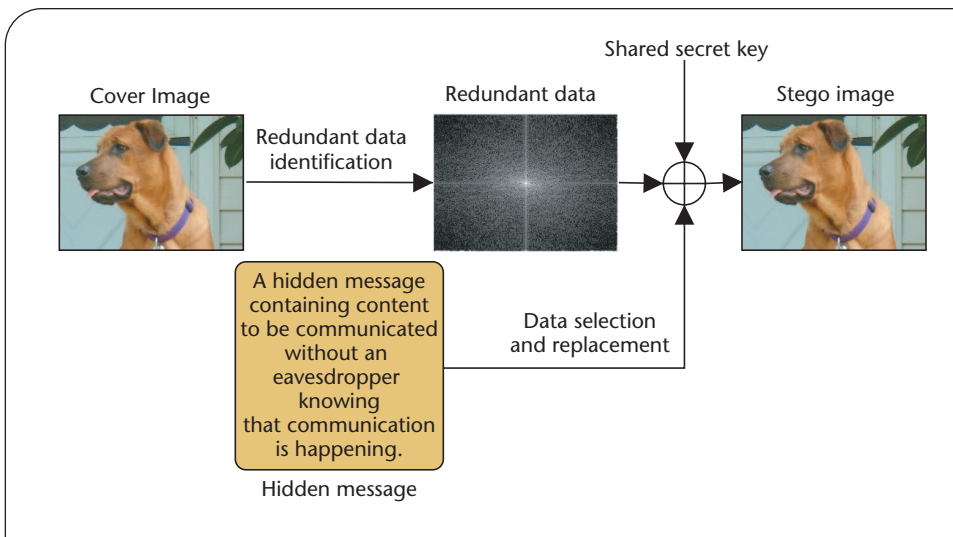 Shared secret key
Cover Image
Redundant data
Stego image
Redundant data
identification
A hidden message
containing content
to be communicated
without an
eavesdropper
knowing
that communication
is happening.
Data selection
and replacement
Hidden message